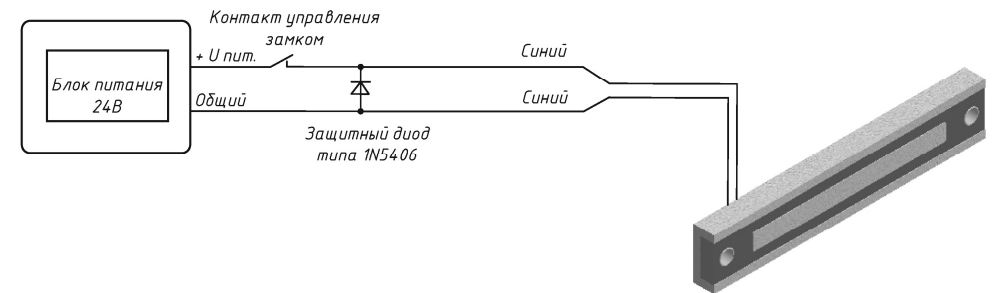 Контакт управления
замком
+ U пит.
Синий
Блок питания
24В
Общий
Синий
Защитный диод
типа 1N5406